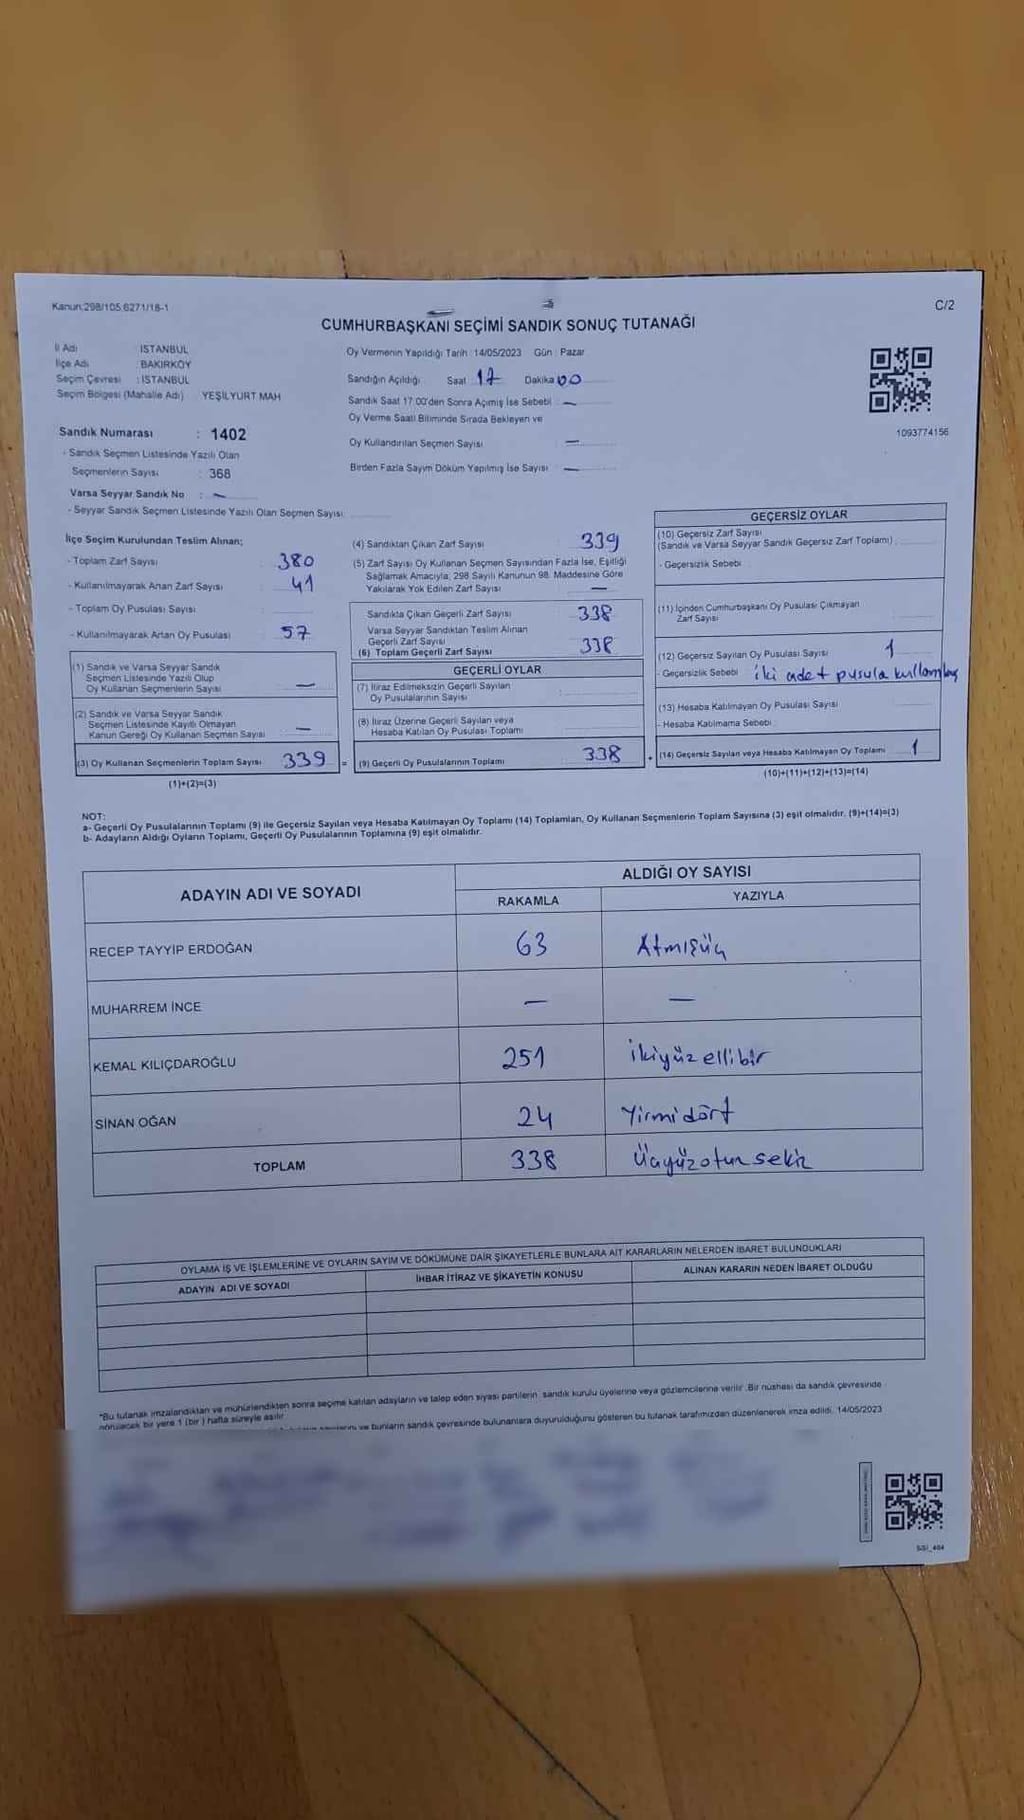 Kanun:298/105,6271/18-1
C/2
CUMHURBAŞKANI SEÇİMİ SANDIK SONUÇ TUTANAĞI
İl Adı : İSTANBUL
İlçe Adı : BAKIRKÖY
Seçim Çevresi : İSTANBUL
Seçim Bölgesi (Mahalle Adı) YEŞİLYURT MAH
Sandık Numarası : 1402
- Sandık Seçmen Listesinde Yazılı Olan
Seçmenlerin Sayısı : 368
Varsa Seyyar Sandık No : —
- Seyyar Sandık Seçmen Listesinde Yazılı Olan Seçmen Sayısı:
Oy Vermenin Yapıldığı Tarih : 14/05/2023 Gün : Pazar
Sandığın Açıldığı Saat 17 Dakika 00
Sandık Saat 17.00'den Sonra Açımış İse Sebebi : —
Oy Verme Saati Bitiminde Sırada Bekleyen ve
Oy Kullandırılan Seçmen Sayısı —
Birden Fazla Sayım Döküm Yapılmış İse Sayısı —
1093774156
İlçe Seçim Kurulundan Teslim Alınan;
- Toplam Zarf Sayısı : 380
- Kullanılmayarak Artan Zarf Sayısı : 41
- Toplam Oy Pusulası Sayısı :
- Kullanılmayarak Artan Oy Pusulası : 57
(1) Sandık ve Varsa Seyyar Sandık
Seçmen Listesinde Yazılı Olup
Oy Kullanan Seçmenlerin Sayısı —
(2) Sandık ve Varsa Seyyar Sandık
Seçmen Listesinde Kayıtlı Olmayan
Kanun Gereği Oy Kullanan Seçmen Sayısı —
(3) Oy Kullanan Seçmenlerin Toplam Sayısı 339 =
(1)+(2)=(3)
(4) Sandıktan Çıkan Zarf Sayısı 339
(5) Zarf Sayısı Oy Kullanan Seçmen Sayısından Fazla İse, Eşitliği
Sağlamak Amacıyla, 298 Sayılı Kanunun 98. Maddesine Göre
Yakılarak Yok Edilen Zarf Sayısı —
Sandıkta Çıkan Geçerli Zarf Sayısı 338
Varsa Seyyar Sandıktan Teslim Alınan
Geçerli Zarf Sayısı
(6) Toplam Geçerli Zarf Sayısı 338
GEÇERLİ OYLAR
(7) İtiraz Edilmeksizin Geçerli Sayılan
Oy Pusulalarının Sayısı
(8) İtiraz Üzerine Geçerli Sayılan veya
Hesaba Katılan Oy Pusulası Toplamı
(9) Geçerli Oy Pusulalarının Toplamı 338 +
GEÇERSİZ OYLAR
(10) Geçersiz Zarf Sayısı
(Sandık ve Varsa Seyyar Sandık Geçersiz Zarf Toplamı)
- Geçersizlik Sebebi
(11) İçinden Cumhurbaşkanı Oy Pusulası Çıkmayan
Zarf Sayısı
(12) Geçersiz Sayılan Oy Pusulası Sayısı 1
- Geçersizlik Sebebi iki adet pusula kullanmış
(13) Hesaba Katılmayan Oy Pusulası Sayısı
- Hesaba Katılmama Sebebi
(14) Geçersiz Sayılan veya Hesaba Katılmayan Oy Toplamı 1
(10)+(11)+(12)+(13)=(14)
NOT:
a- Geçerli Oy Pusulalarının Toplamı (9) ile Geçersiz Sayılan veya Hesaba Katılmayan Oy Toplamı (14) Toplamları, Oy Kullanan Seçmenlerin Toplam Sayısına (3) eşit olmalıdır. (9)+(14)=(3)
b- Adayların Aldığı Oyların Toplamı, Geçerli Oy Pusulalarının Toplamına (9) eşit olmalıdır.
ADAYIN ADI VE SOYADI
ALDIĞI OY SAYISI
RAKAMLA YAZIYLA
RECEP TAYYİP ERDOĞAN 63 Atmışüç
MUHARREM İNCE — —
KEMAL KILIÇDAROĞLU 251 ikiyüz ellibir
SİNAN OĞAN 24 Yirmidört
TOPLAM 338 Üçyüzotuz sekiz
OYLAMA İŞ VE İŞLEMLERİNE VE OYLARIN SAYIM VE DÖKÜMÜNE DAİR ŞİKAYETLERLE BUNLARA AİT KARARLARIN NELERDEN İBARET BULUNDUKLARI
ADAYIN ADI VE SOYADI İHBAR İTİRAZ VE ŞİKAYETİN KONUSU ALINAN KARARIN NEDEN İBARET OLDUĞU
*Bu tutanak imzalandıktan ve mühürlendikten sonra seçime katılan adayların ve talep eden siyasi partilerin sandık kurulu üyelerine veya gözlemcilerine verilir. Bir nüshası da sandık çevresinde
görülecek bir yere 1 (bir) hafta süreyle asılır.
ve bunların sandık çevresinde bulunanlara duyurulduğunu gösteren bu tutanak tarafımızdan düzenlenerek imza edildi. 14/05/2023